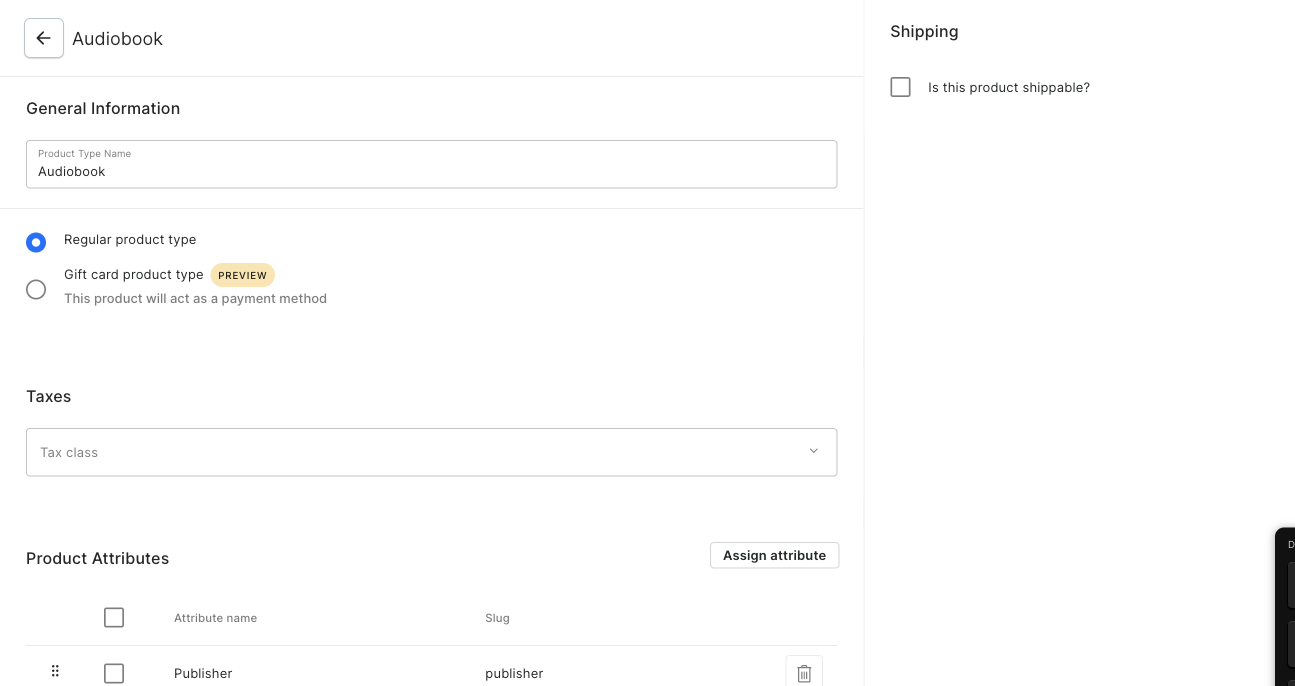 Audiobook
General Information
Product Type Name
Audiobook
Regular product type
Gift card product type PREVIEW
This product will act as a payment method
Taxes
Tax class
Product Attributes
Assign attribute
Attribute name Slug
Publisher publisher
Shipping
Is this product shippable?
D